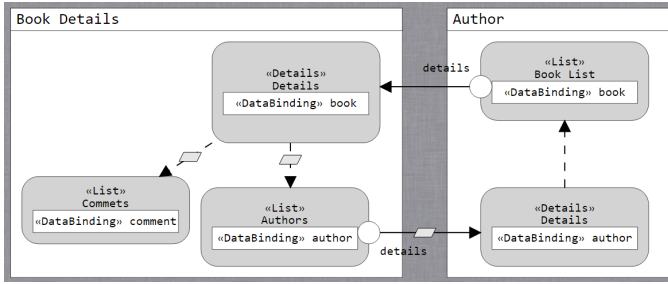 Book Details
«Details»
Details
«DataBinding» book
«List»
Commets
«DataBinding» comment
«List»
Authors
«DataBinding» author
details
details
Author
«List»
Book List
«DataBinding» book
«Details»
Details
«DataBinding» author